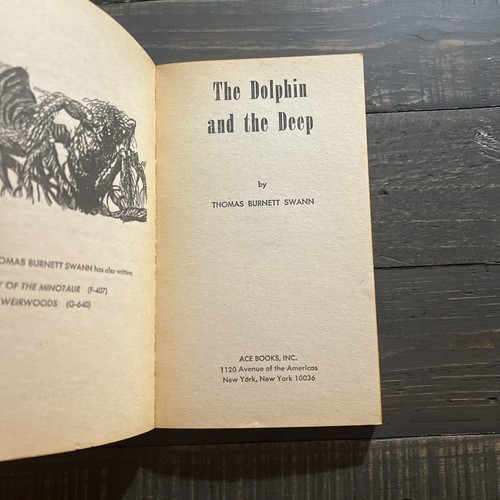 THOMAS BURNETT SWANN has also written:
OF THE MINOTAUR (F-407)
WEIRWOODS (G-640)
The Dolphin
and the Deep
by
THOMAS BURNETT SWANN
ACE BOOKS, INC.
1120 Avenue of the Americas
New York, New York 10036